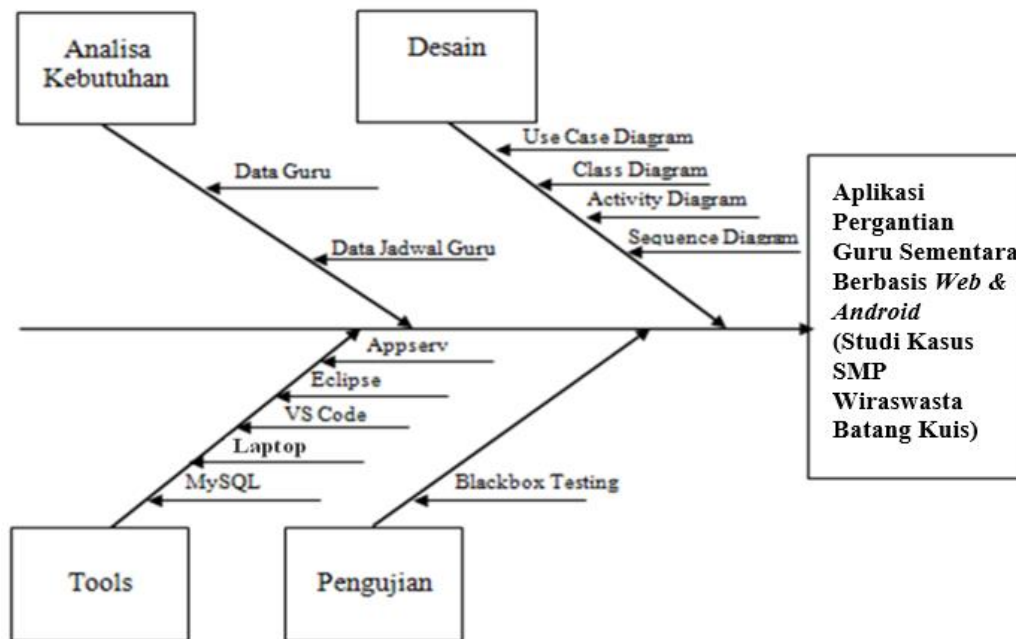 Analisa
Kebutuhan
Desain
Use Case Diagram
Class Diagram
Activity Diagram
Sequence Diagram
Data Guru
Data Jadwal Guru
Aplikasi
Pergantian
Guru Sementara
Berbasis Web &
Android
(Studi Kasus
SMP
Wiraswasta
Batang Kuis)
Appserv
Eclipse
VS Code
Laptop
MySQL
Blackbox Testing
Tools
Pengujian